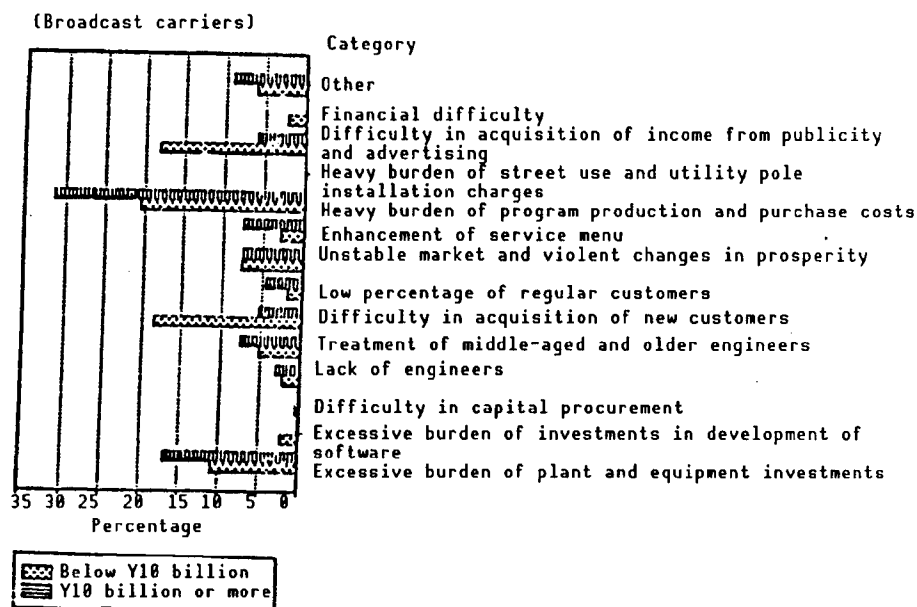 (Broadcast carriers)
Category
Other
Financial difficulty
Difficulty in acquisition of income from publicity
and advertising
Heavy burden of street use and utility pole
installation charges
Heavy burden of program production and purchase costs
Enhancement of service menu
Unstable market and violent changes in prosperity
Low percentage of regular customers
Difficulty in acquisition of new customers
Treatment of middle-aged and older engineers
Lack of engineers
Difficulty in capital procurement
Excessive burden of investments in development of
software
Excessive burden of plant and equipment investments
35 30 25 20 15 10 5 0
Percentage
Below Y10 billion
Y10 billion or more